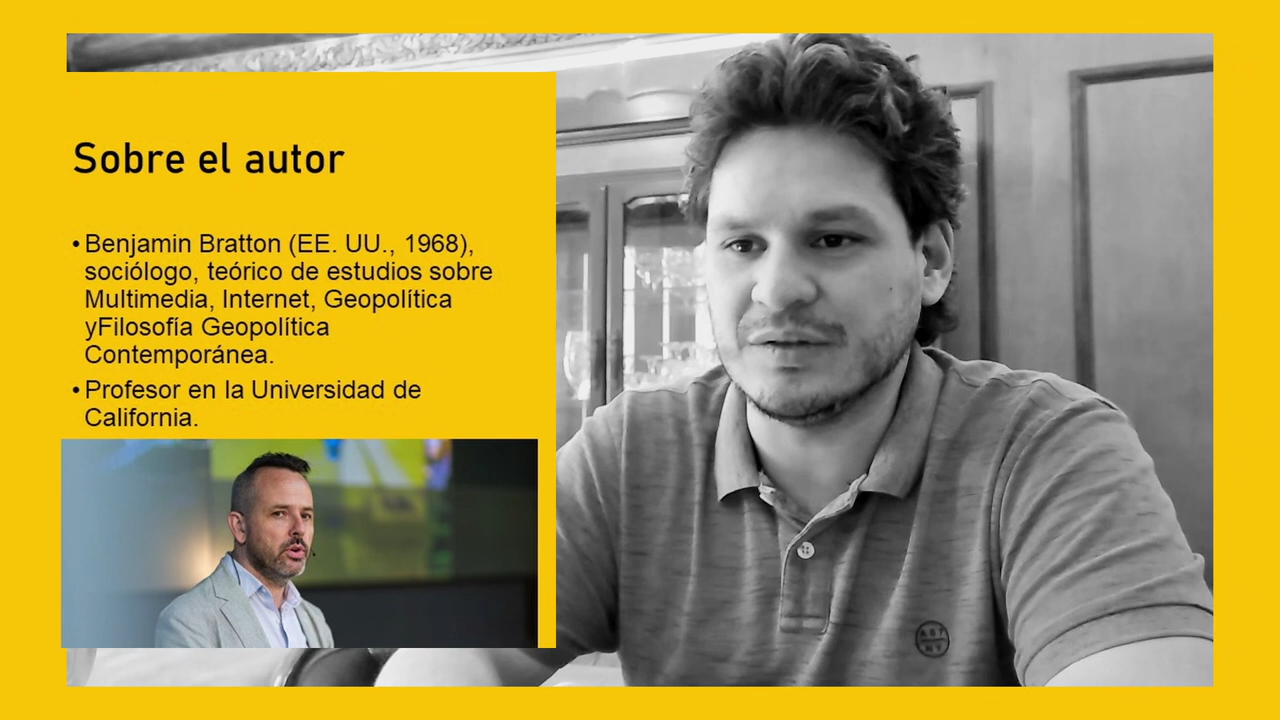 Sobre el autor
• Benjamin Bratton (EE. UU., 1968),
sociólogo, teórico de estudios sobre
Multimedia, Internet, Geopolítica
yFilosofía Geopolítica
Contemporánea.
• Profesor en la Universidad de
California.